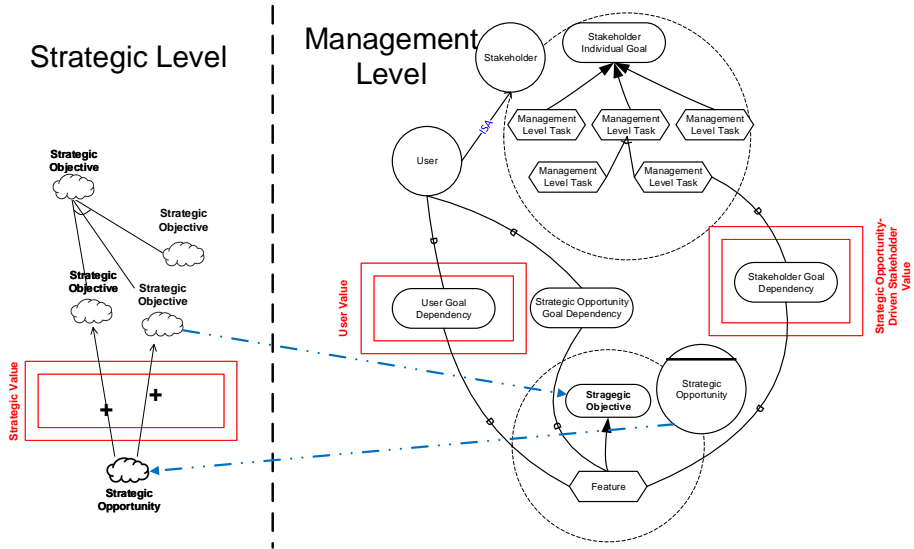 Strategic Level
Management
Level
Strategic
Objective
Strategic
Objective
Strategic
Objective
Strategic
Objective
Strategic Value
+
+
Strategic
Opportunity
Stakeholder
Stakeholder
Individual Goal
ISA
User
Management
Level Task
Management
Level Task
Management
Level Task
Management
Level Task
Management
Level Task
D
D
D
User Value
User Goal
Dependency
Strategic Opportunity
Goal Dependency
Stakeholder Goal
Dependency
Strategic Opportunity-
Driven Stakeholder
Value
Stragegic
Objective
Strategic
Opportunity
D
D
D
Feature